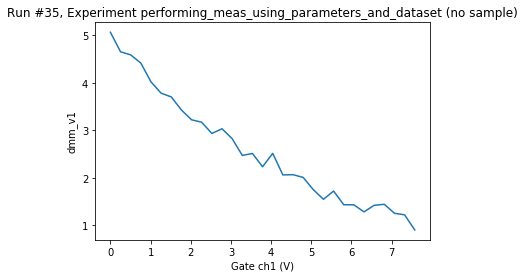 Run #35, Experiment performing_meas_using_parameters_and_dataset (no sample)
5
4
3
2
1
dmm_v1
0 1 2 3 4 5 6 7
Gate ch1 (V)